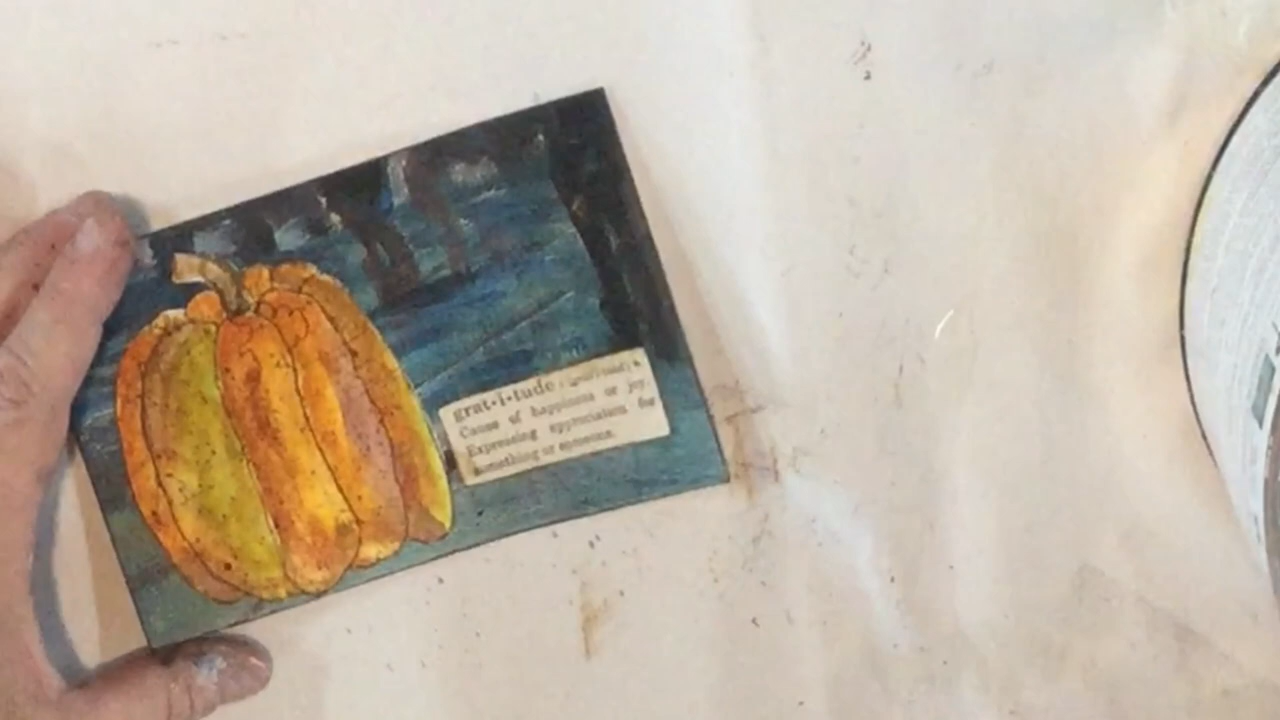 grat•i•tude
Cause of happiness or joy.
Expressing appreciation for
something or someone.